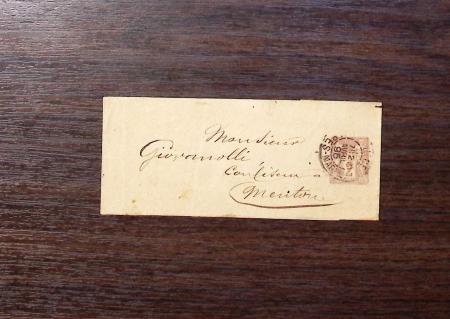 Monsieur
Giovanolli
Confiseur à
Menton